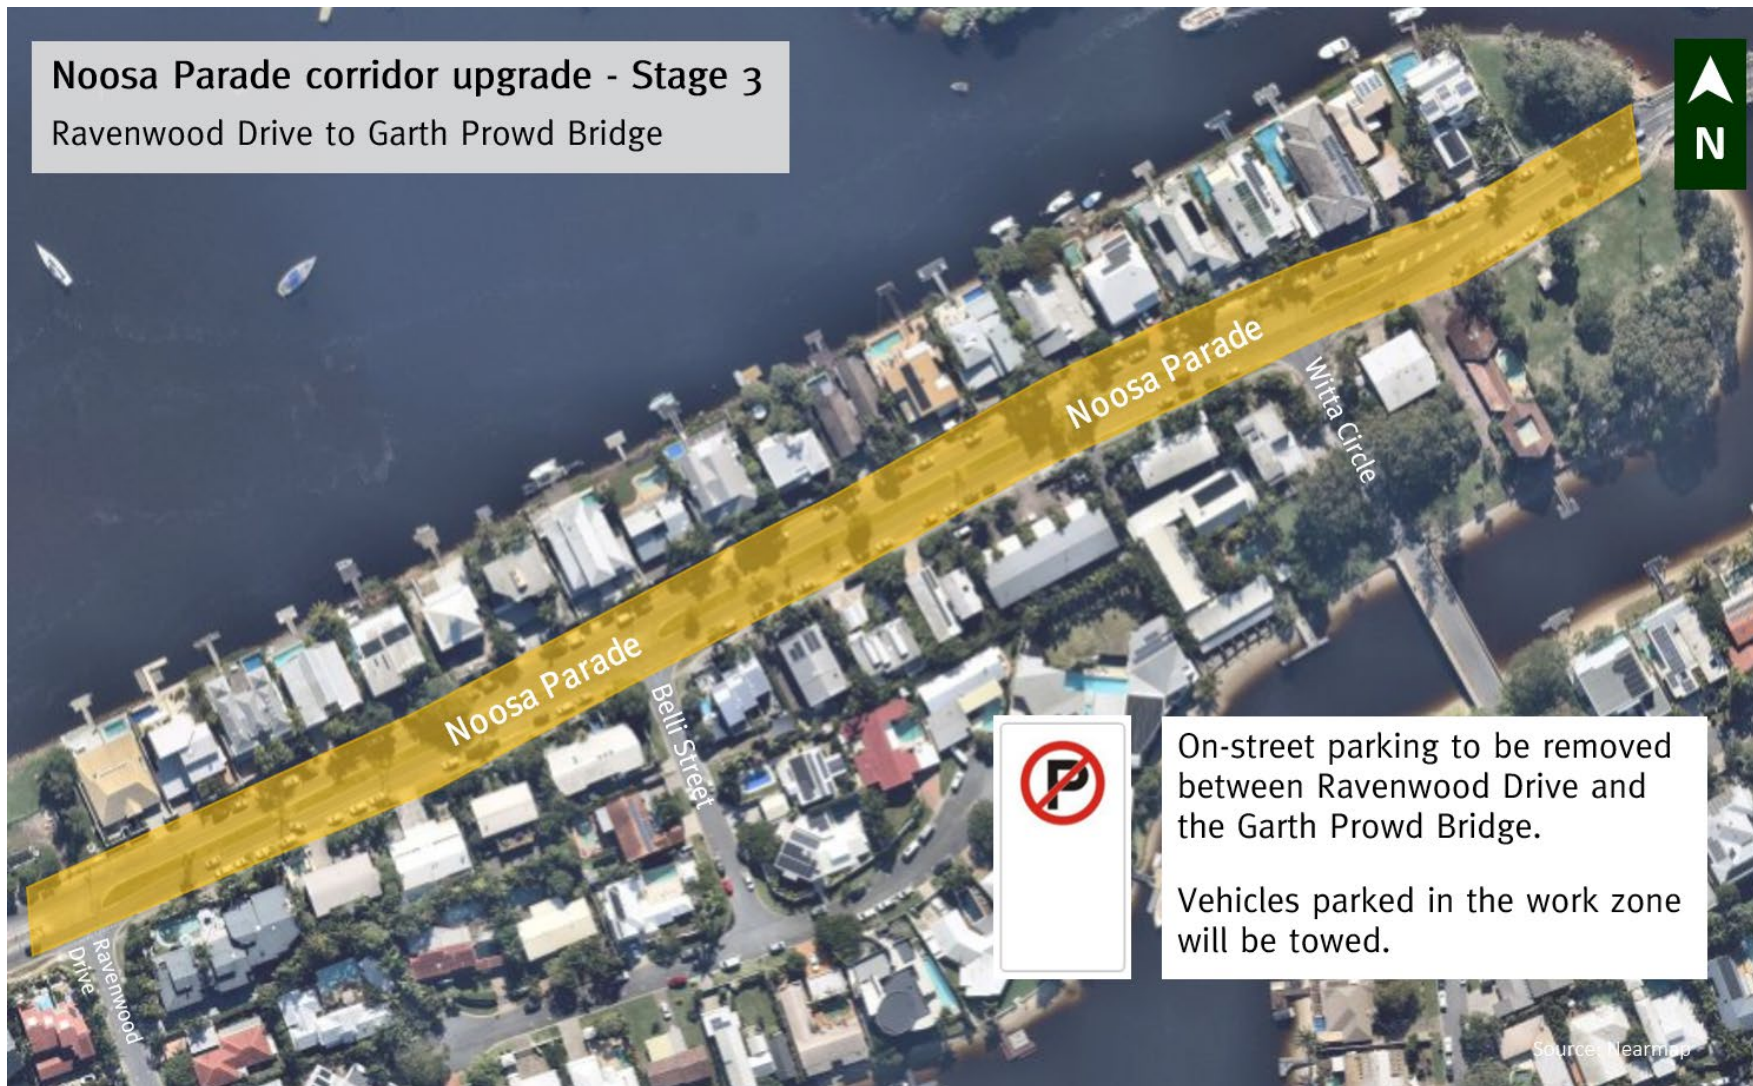 Noosa Parade corridor upgrade - Stage 3
Ravenwood Drive to Garth Prowd Bridge
N
Noosa Parade
Witta Circle
Noosa Parade
Belli Street
Ravenwood
Drive
P
On-street parking to be removed
between Ravenwood Drive and
the Garth Prowd Bridge.
Vehicles parked in the work zone
will be towed.
Source: Nearmap